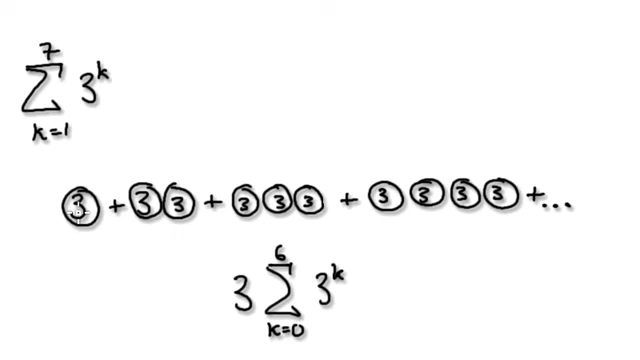 7
∑ 3^k
k=1
3 + 3 3 + 3 3 3 + 3 3 3 3 + ...
6
3 ∑ 3^k
k=0